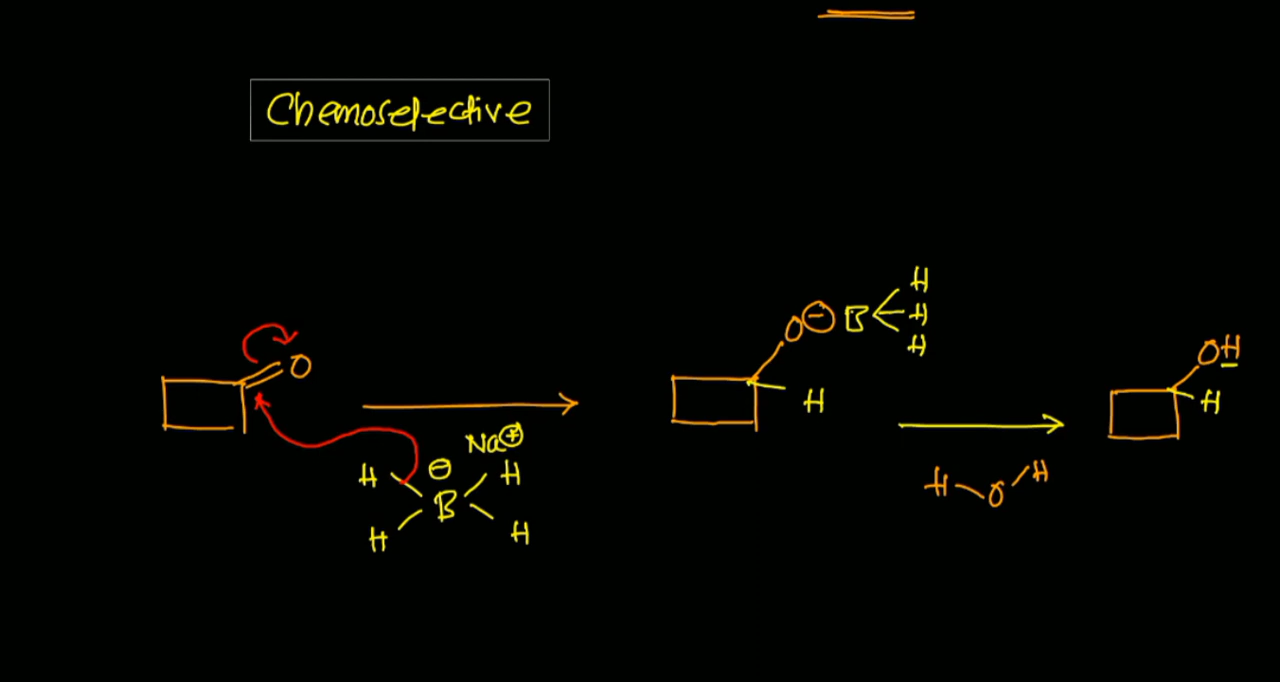 Chemoselective
H
O ⊖ B H
H
O
H
OH
H
Na⊕
H ⊖ H
B
H H
H O H